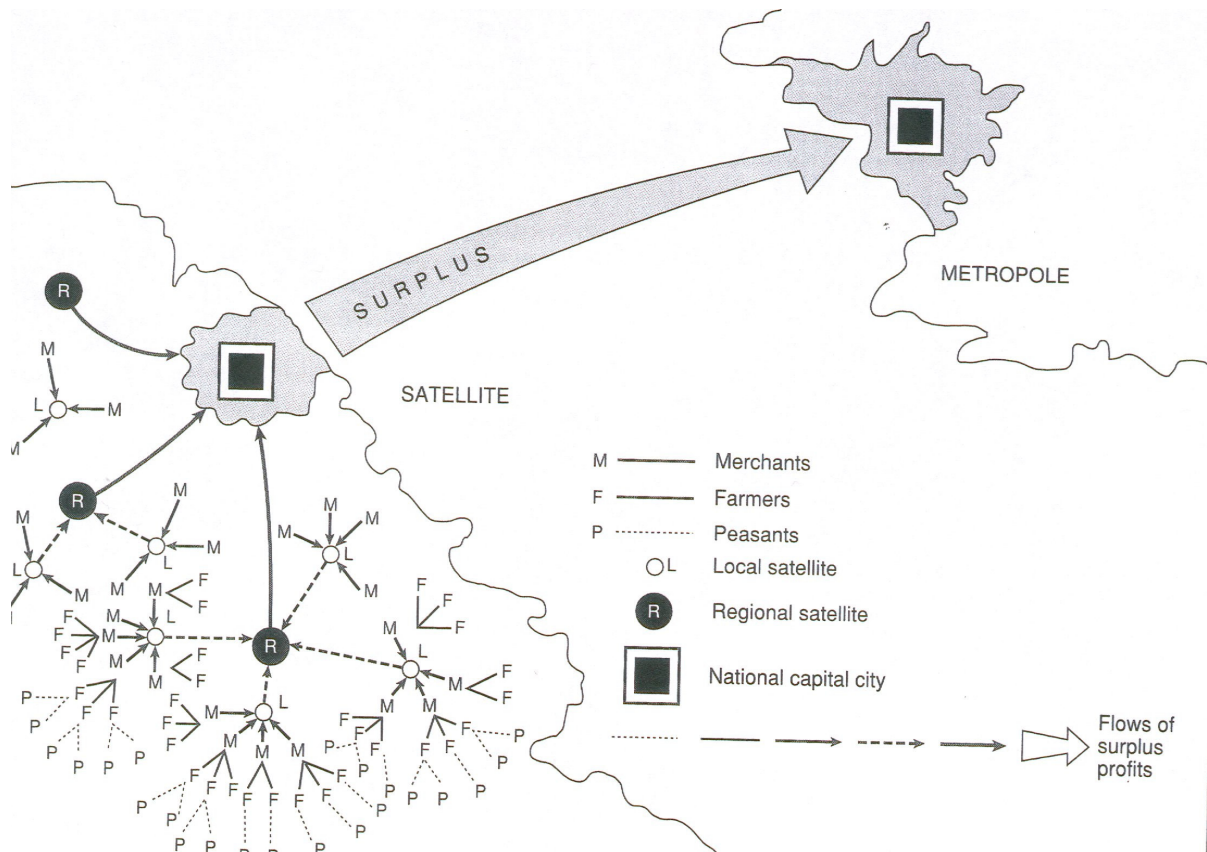 SURPLUS
METROPOLE
SATELLITE
R
M
L
M
M
R
M Merchants
F Farmers
P Peasants
L Local satellite
R Regional satellite
National capital city
Flows of
surplus
profits
M
M
M
M
M
M
L
M
L
M
M
L
M
M
M
F
F
F
F
F
M
L
F
F
M
F
M
F
M
F
R
M
L
F
M
F
P
F
F
F
P
P
P
P
P
F
M
L
F
F
M
M
M
M
M
F
F
P
P
F
F
P
P
P
P
P
F
F
F
F
F
F
F
F
P
P
P
P
P
P
P
P
P
P
P